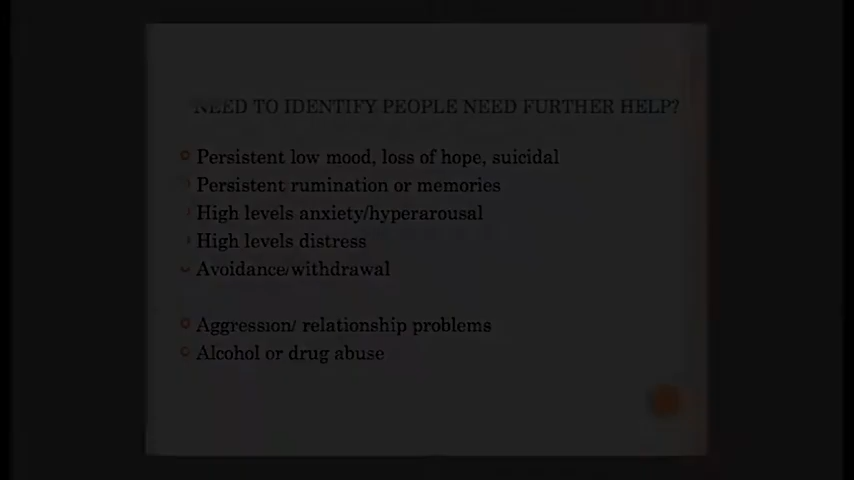 NEED TO IDENTIFY PEOPLE NEED FURTHER HELP?
Persistent low mood, loss of hope, suicidal
Persistent rumination or memories
High levels anxiety/hyperarousal
High levels distress
Avoidance/withdrawal
Aggression/ relationship problems
Alcohol or drug abuse